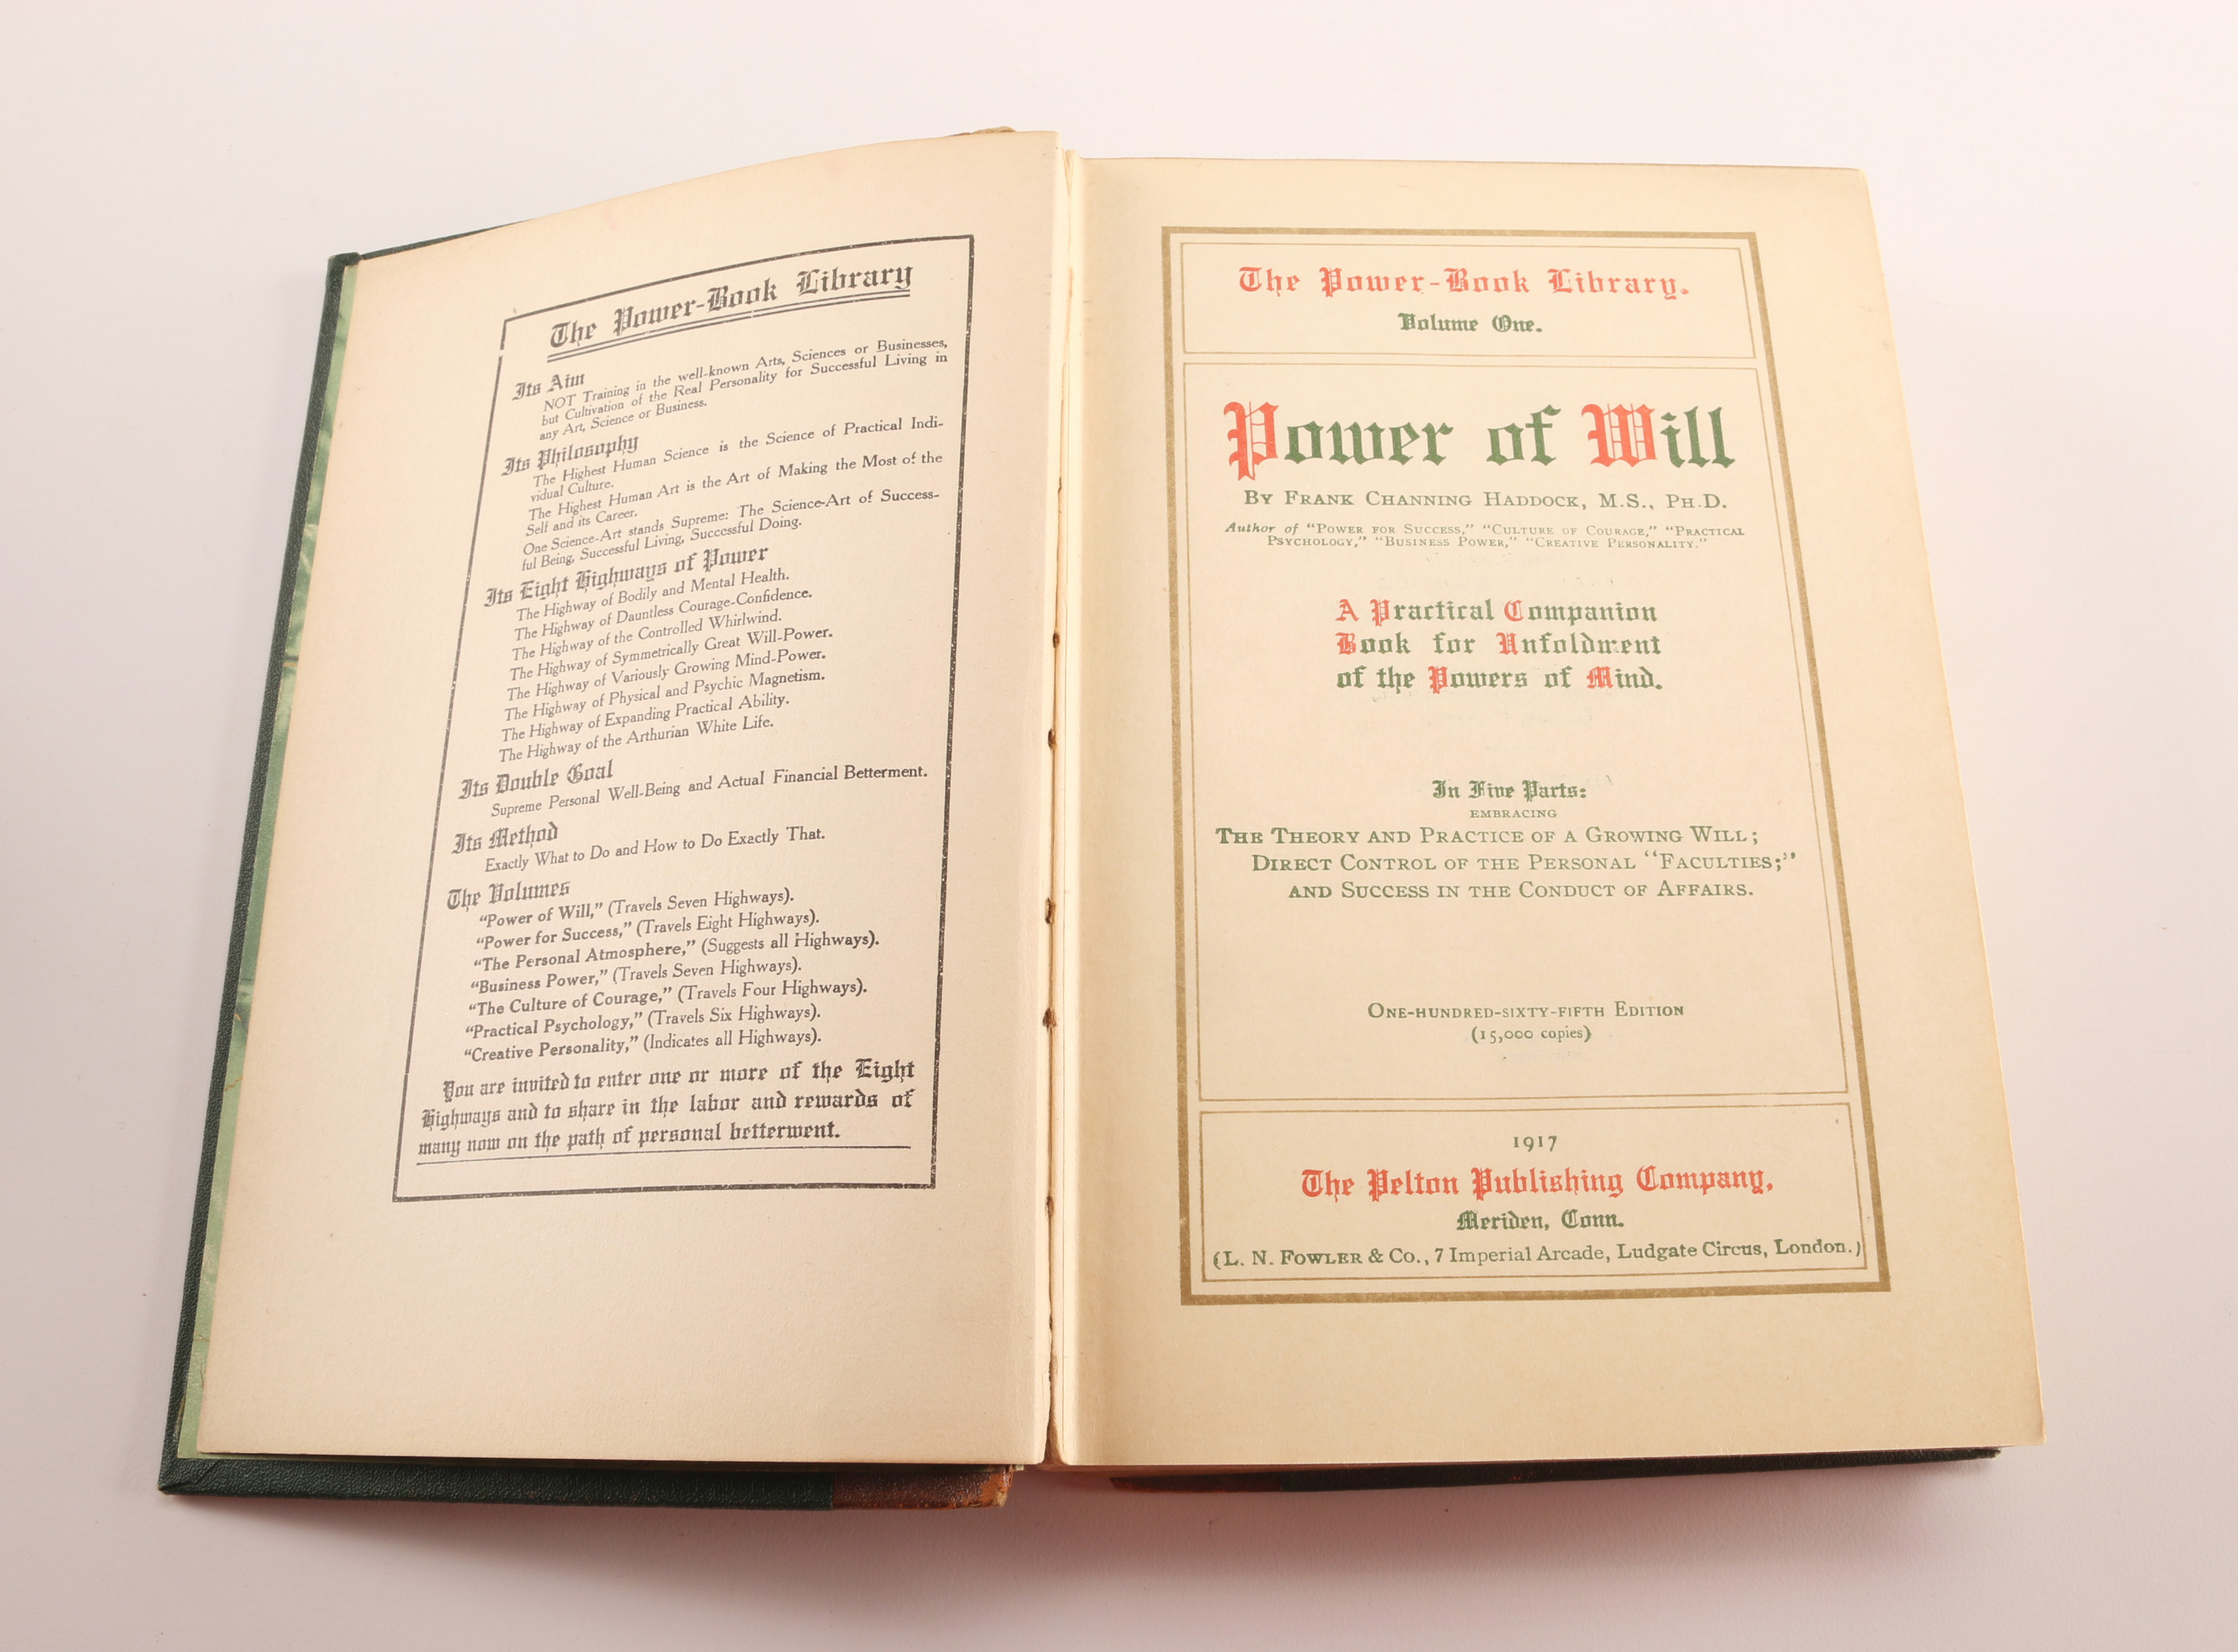 The Power-Book Library
Its Aim
NOT Training in the well-known Arts, Sciences or Businesses,
but Cultivation of the Real Personality for Successful Living in
any Art, Science or Business.
Its Philosophy
The Highest Human Science is the Science of Practical Indi-
vidual Culture.
The Highest Human Art is the Art of Making the Most of the
Self and its Career.
One Science-Art stands Supreme: The Science-Art of Success-
ful Being, Successful Living, Successful Doing.
Its Eight Highways of Power
The Highway of Bodily and Mental Health.
The Highway of Dauntless Courage-Confidence.
The Highway of the Controlled Whirlwind.
The Highway of Symmetrically Great Will-Power.
The Highway of Variously Growing Mind-Power.
The Highway of Physical and Psychic Magnetism.
The Highway of Expanding Practical Ability.
The Highway of the Arthurian White Life.
Its Double Goal
Supreme Personal Well-Being and Actual Financial Betterment.
Its Method
Exactly What to Do and How to Do Exactly That.
The Volumes
“Power of Will,” (Travels Seven Highways).
“Power for Success,” (Travels Eight Highways).
“The Personal Atmosphere,” (Suggests all Highways).
“Business Power,” (Travels Seven Highways).
“The Culture of Courage,” (Travels Four Highways).
“Practical Psychology,” (Travels Six Highways).
“Creative Personality,” (Indicates all Highways).
You are invited to enter one or more of the Eight
Highways and to share in the labor and rewards of
many now on the path of personal betterment.
The Power-Book Library.
Volume One.
Power of Will
BY FRANK CHANNING HADDOCK, M.S., PH.D.
Author of “POWER FOR SUCCESS,” “CULTURE OF COURAGE,” “PRACTICAL
PSYCHOLOGY,” “BUSINESS POWER,” “CREATIVE PERSONALITY.”
A Practical Companion
Book for Unfoldment
of the Powers of Mind.
In Five Parts:
EMBRACING
THE THEORY AND PRACTICE OF A GROWING WILL;
DIRECT CONTROL OF THE PERSONAL “FACULTIES;”
AND SUCCESS IN THE CONDUCT OF AFFAIRS.
ONE-HUNDRED-SIXTY-FIFTH EDITION
(15,000 copies)
1917
The Pelton Publishing Company,
Meriden, Conn.
(L. N. FOWLER & CO., 7 Imperial Arcade, Ludgate Circus, London.)